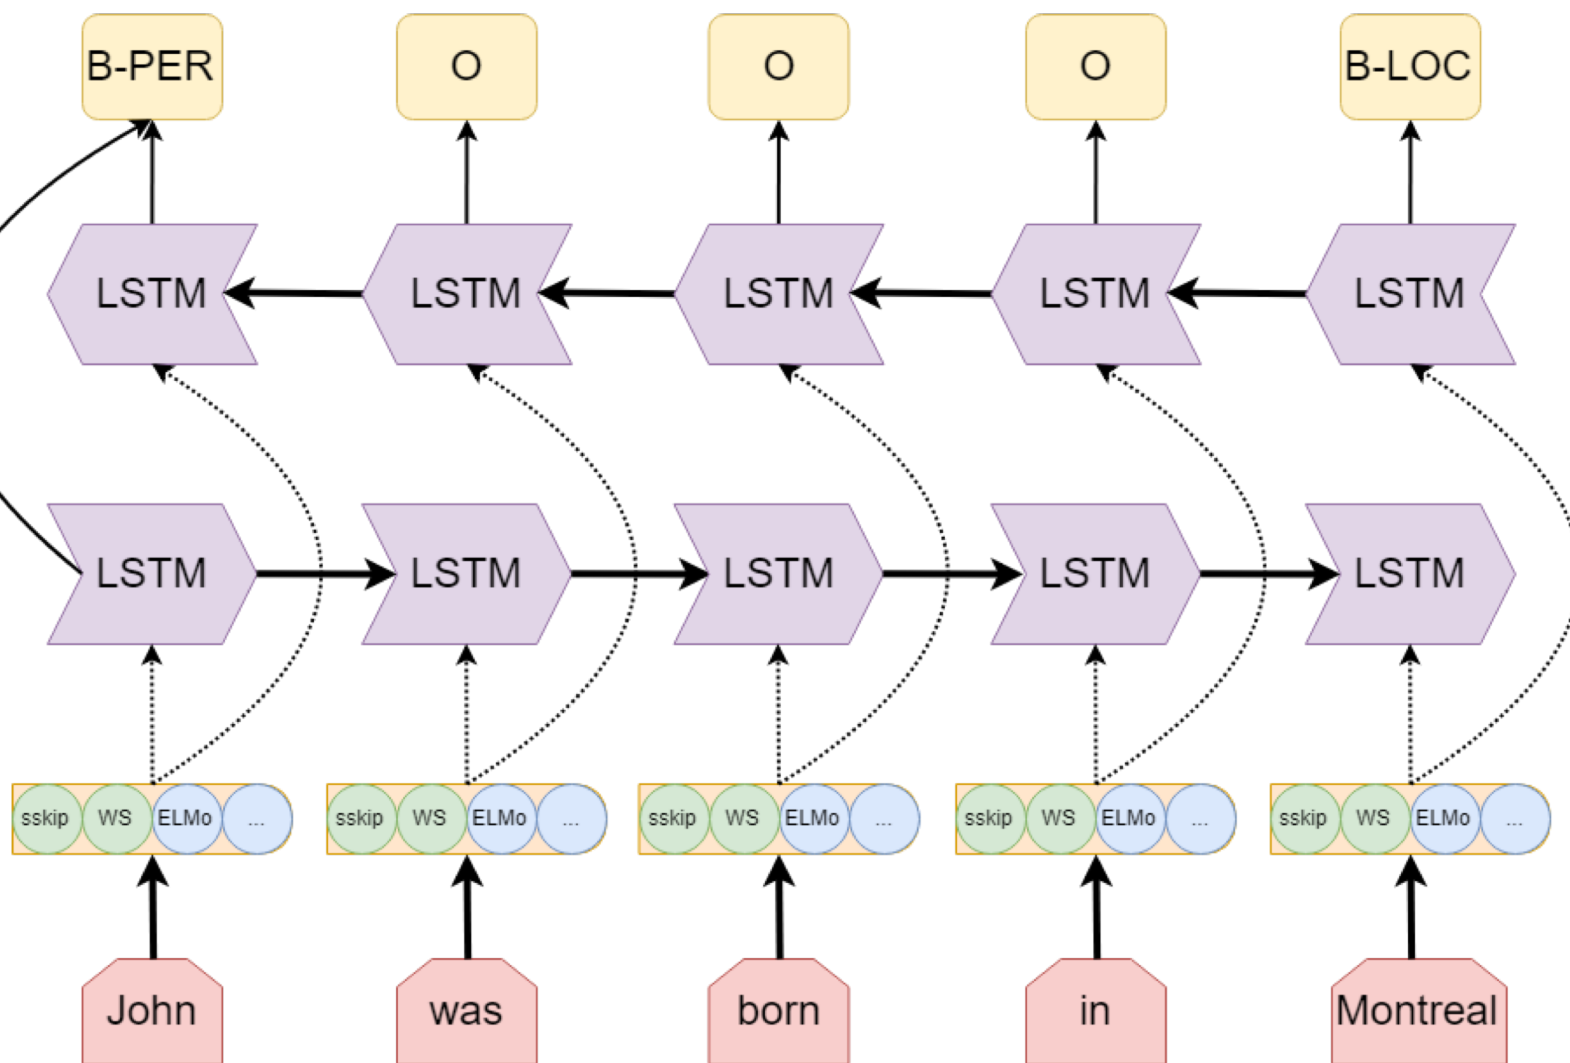 B-PER O O O B-LOC
LSTM LSTM LSTM LSTM LSTM
LSTM LSTM LSTM LSTM LSTM
sskip WS ELMo ... sskip WS ELMo ... sskip WS ELMo ... sskip WS ELMo ... sskip WS ELMo ...
John was born in Montreal